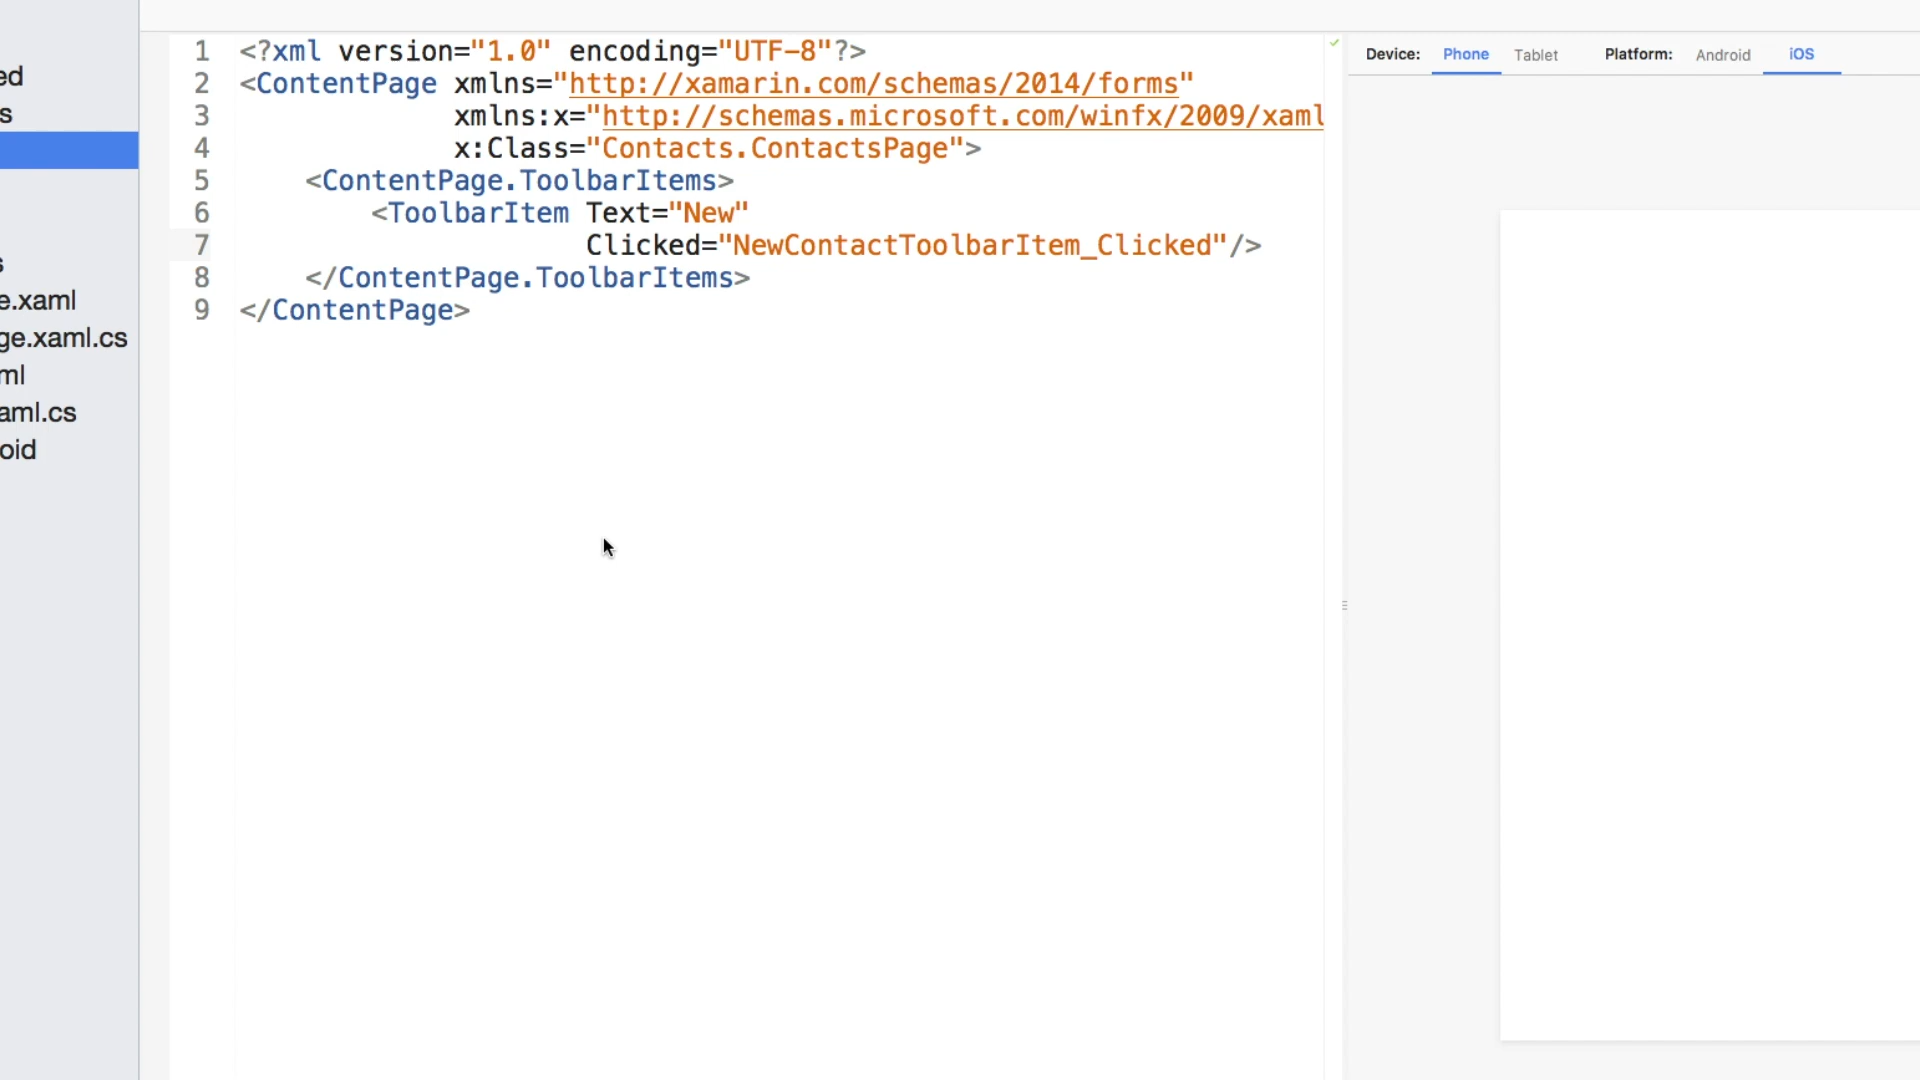 ed
s
s
e.xaml
ge.xaml.cs
ml
aml.cs
oid
1 <?xml version="1.0" encoding="UTF-8"?>
2 <ContentPage xmlns="http://xamarin.com/schemas/2014/forms"
3 xmlns:x="http://schemas.microsoft.com/winfx/2009/xaml
4 x:Class="Contacts.ContactsPage">
5 <ContentPage.ToolbarItems>
6 <ToolbarItem Text="New"
7 Clicked="NewContactToolbarItem_Clicked"/>
8 </ContentPage.ToolbarItems>
9 </ContentPage>
Device: Phone Tablet Platform: Android iOS